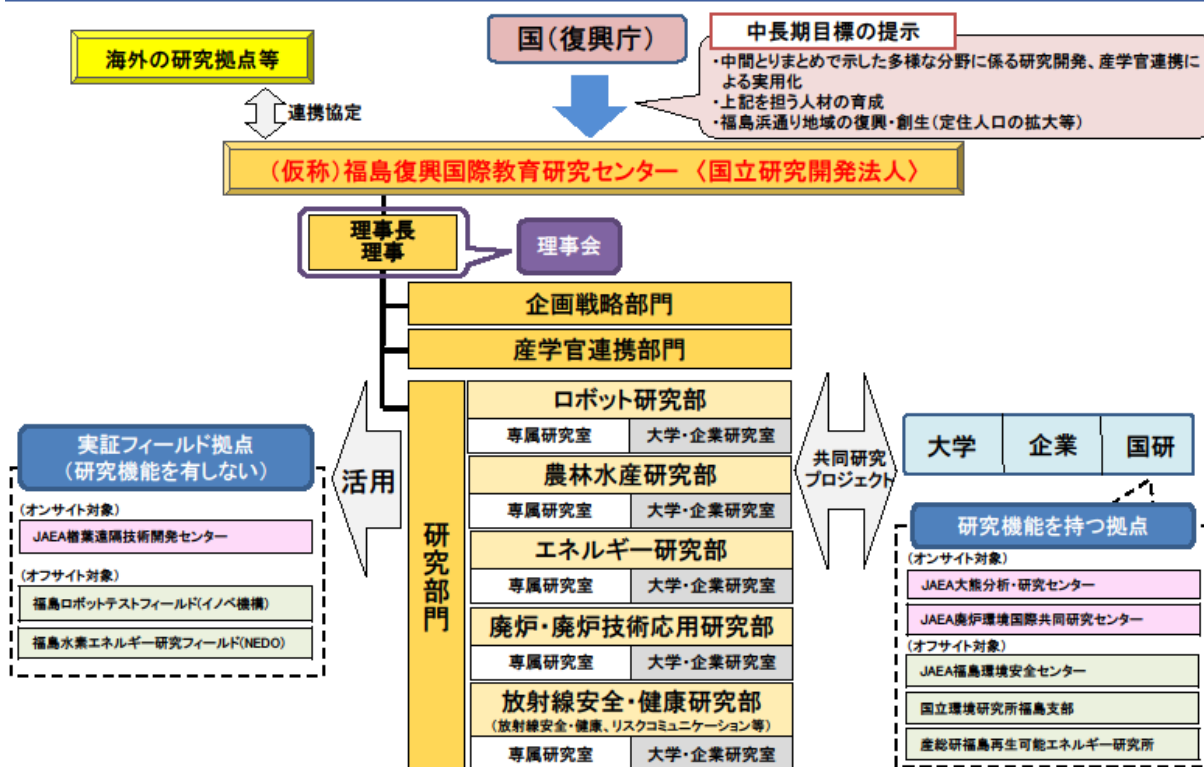 海外の研究拠点等
国(復興庁)
中長期目標の提示
・中間とりまとめで示した多様な分野に係る研究開発、産学官連携に
よる実用化
・上記を担う人材の育成
・福島浜通り地域の復興・創生(定住人口の拡大等)
連携協定
(仮称)福島復興国際教育研究センター 〈国立研究開発法人〉
理事長
理事
理事会
企画戦略部門
産学官連携部門
研究部門
ロボット研究部
専属研究室
大学・企業研究室
農林水産研究部
専属研究室
大学・企業研究室
エネルギー研究部
専属研究室
大学・企業研究室
廃炉・廃炉技術応用研究部
専属研究室
大学・企業研究室
放射線安全・健康研究部
(放射線安全・健康、リスクコミュニケーション等)
専属研究室
大学・企業研究室
活用
実証フィールド拠点
(研究機能を有しない)
(オンサイト対象)
JAEA楢葉遠隔技術開発センター
(オフサイト対象)
福島ロボットテストフィールド(イノベ機構)
福島水素エネルギー研究フィールド(NEDO)
共同研究
プロジェクト
大学
企業
国研
研究機能を持つ拠点
(オンサイト対象)
JAEA大熊分析・研究センター
JAEA廃炉環境国際共同研究センター
(オフサイト対象)
JAEA福島環境安全センター
国立環境研究所福島支部
産総研福島再生可能エネルギー研究所